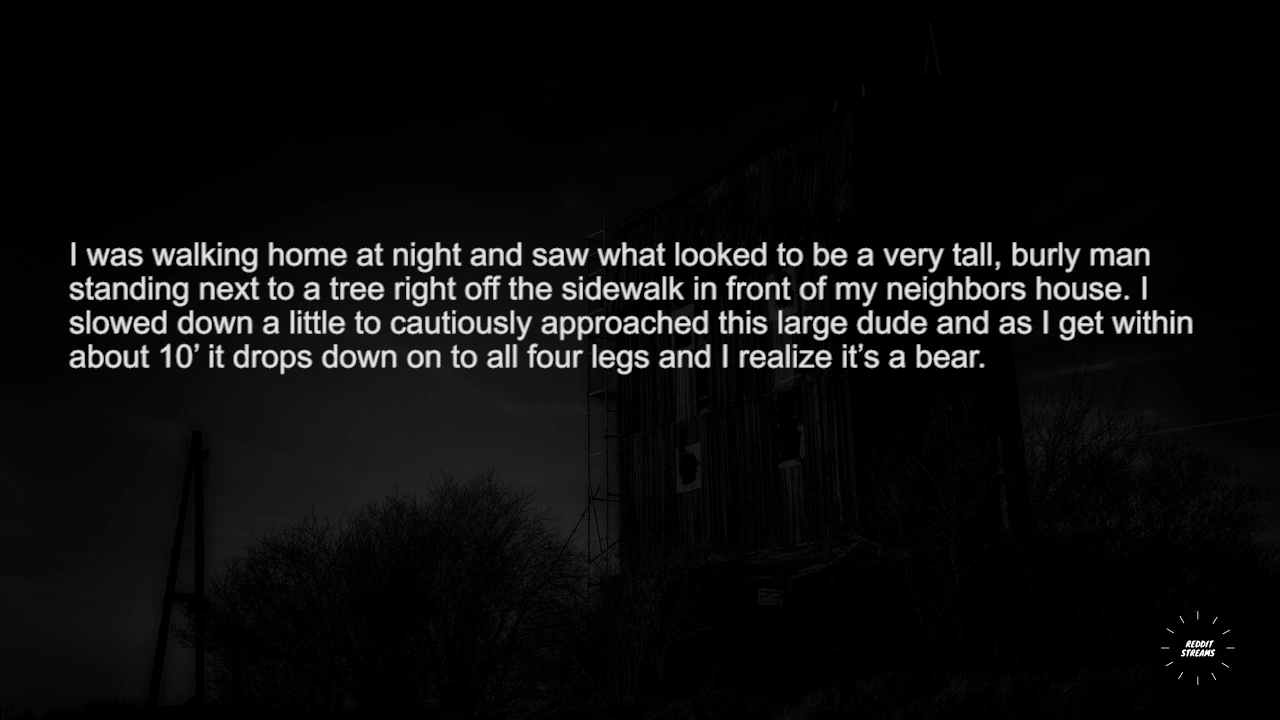 I was walking home at night and saw what looked to be a very tall, burly man
standing next to a tree right off the sidewalk in front of my neighbors house. I
slowed down a little to cautiously approached this large dude and as I get within
about 10’ it drops down on to all four legs and I realize it’s a bear.
REDDIT
STREAMS